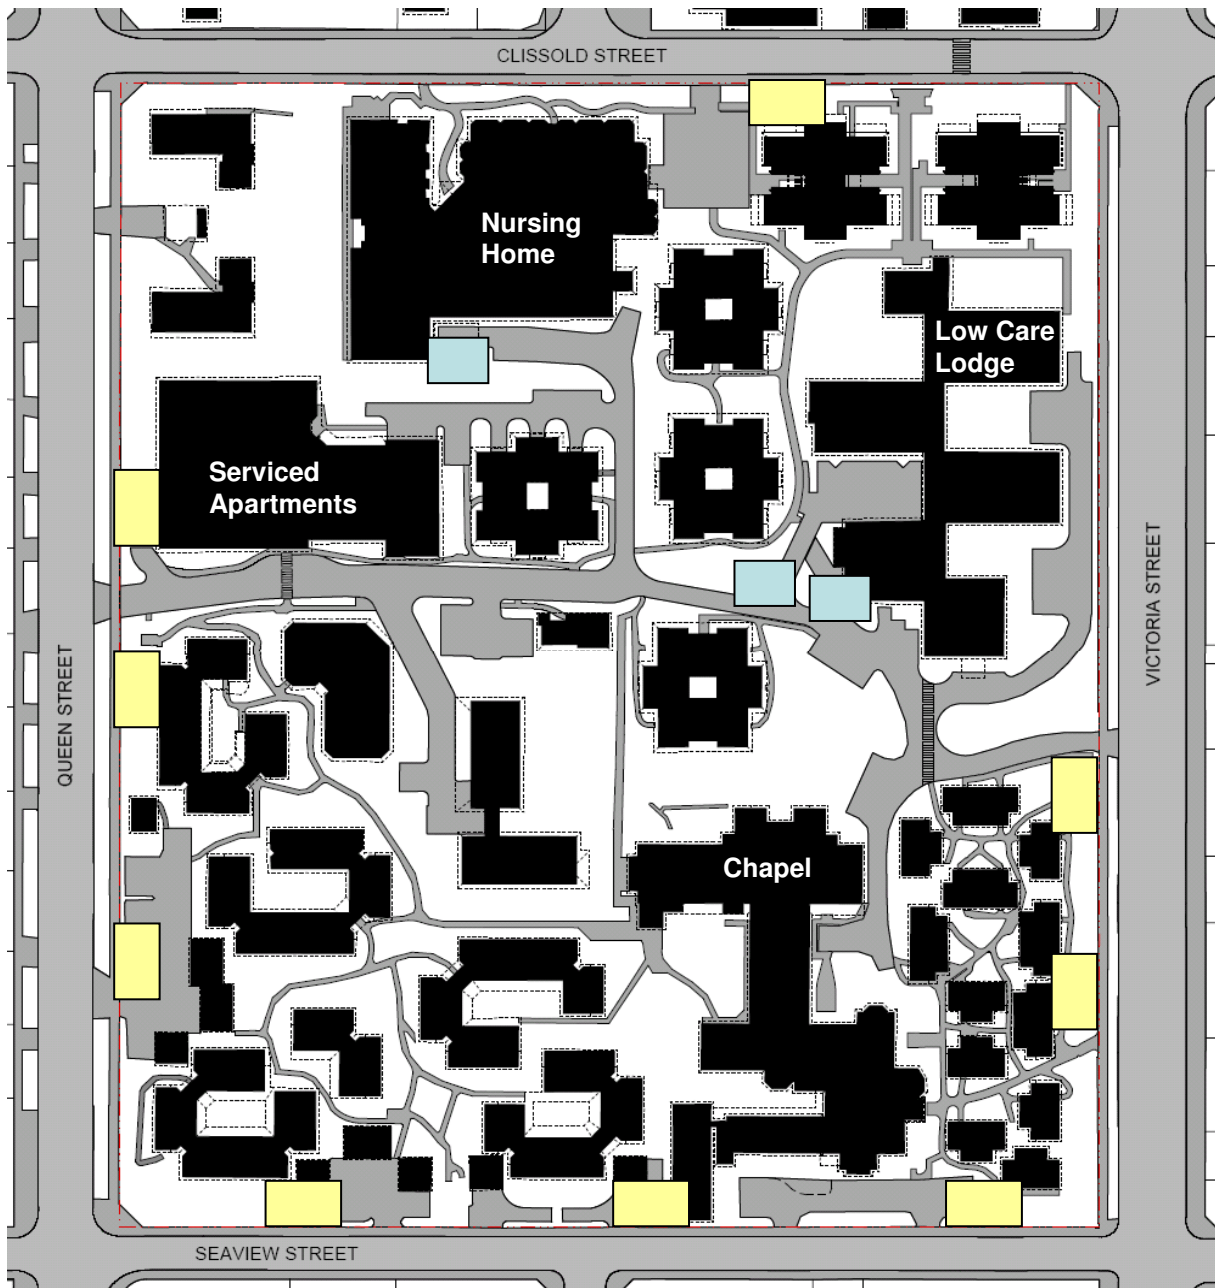 CLISSOLD STREET
Nursing
Home
Low Care
Lodge
Serviced
Apartments
VICTORIA STREET
QUEEN STREET
Chapel
SEAVIEW STREET